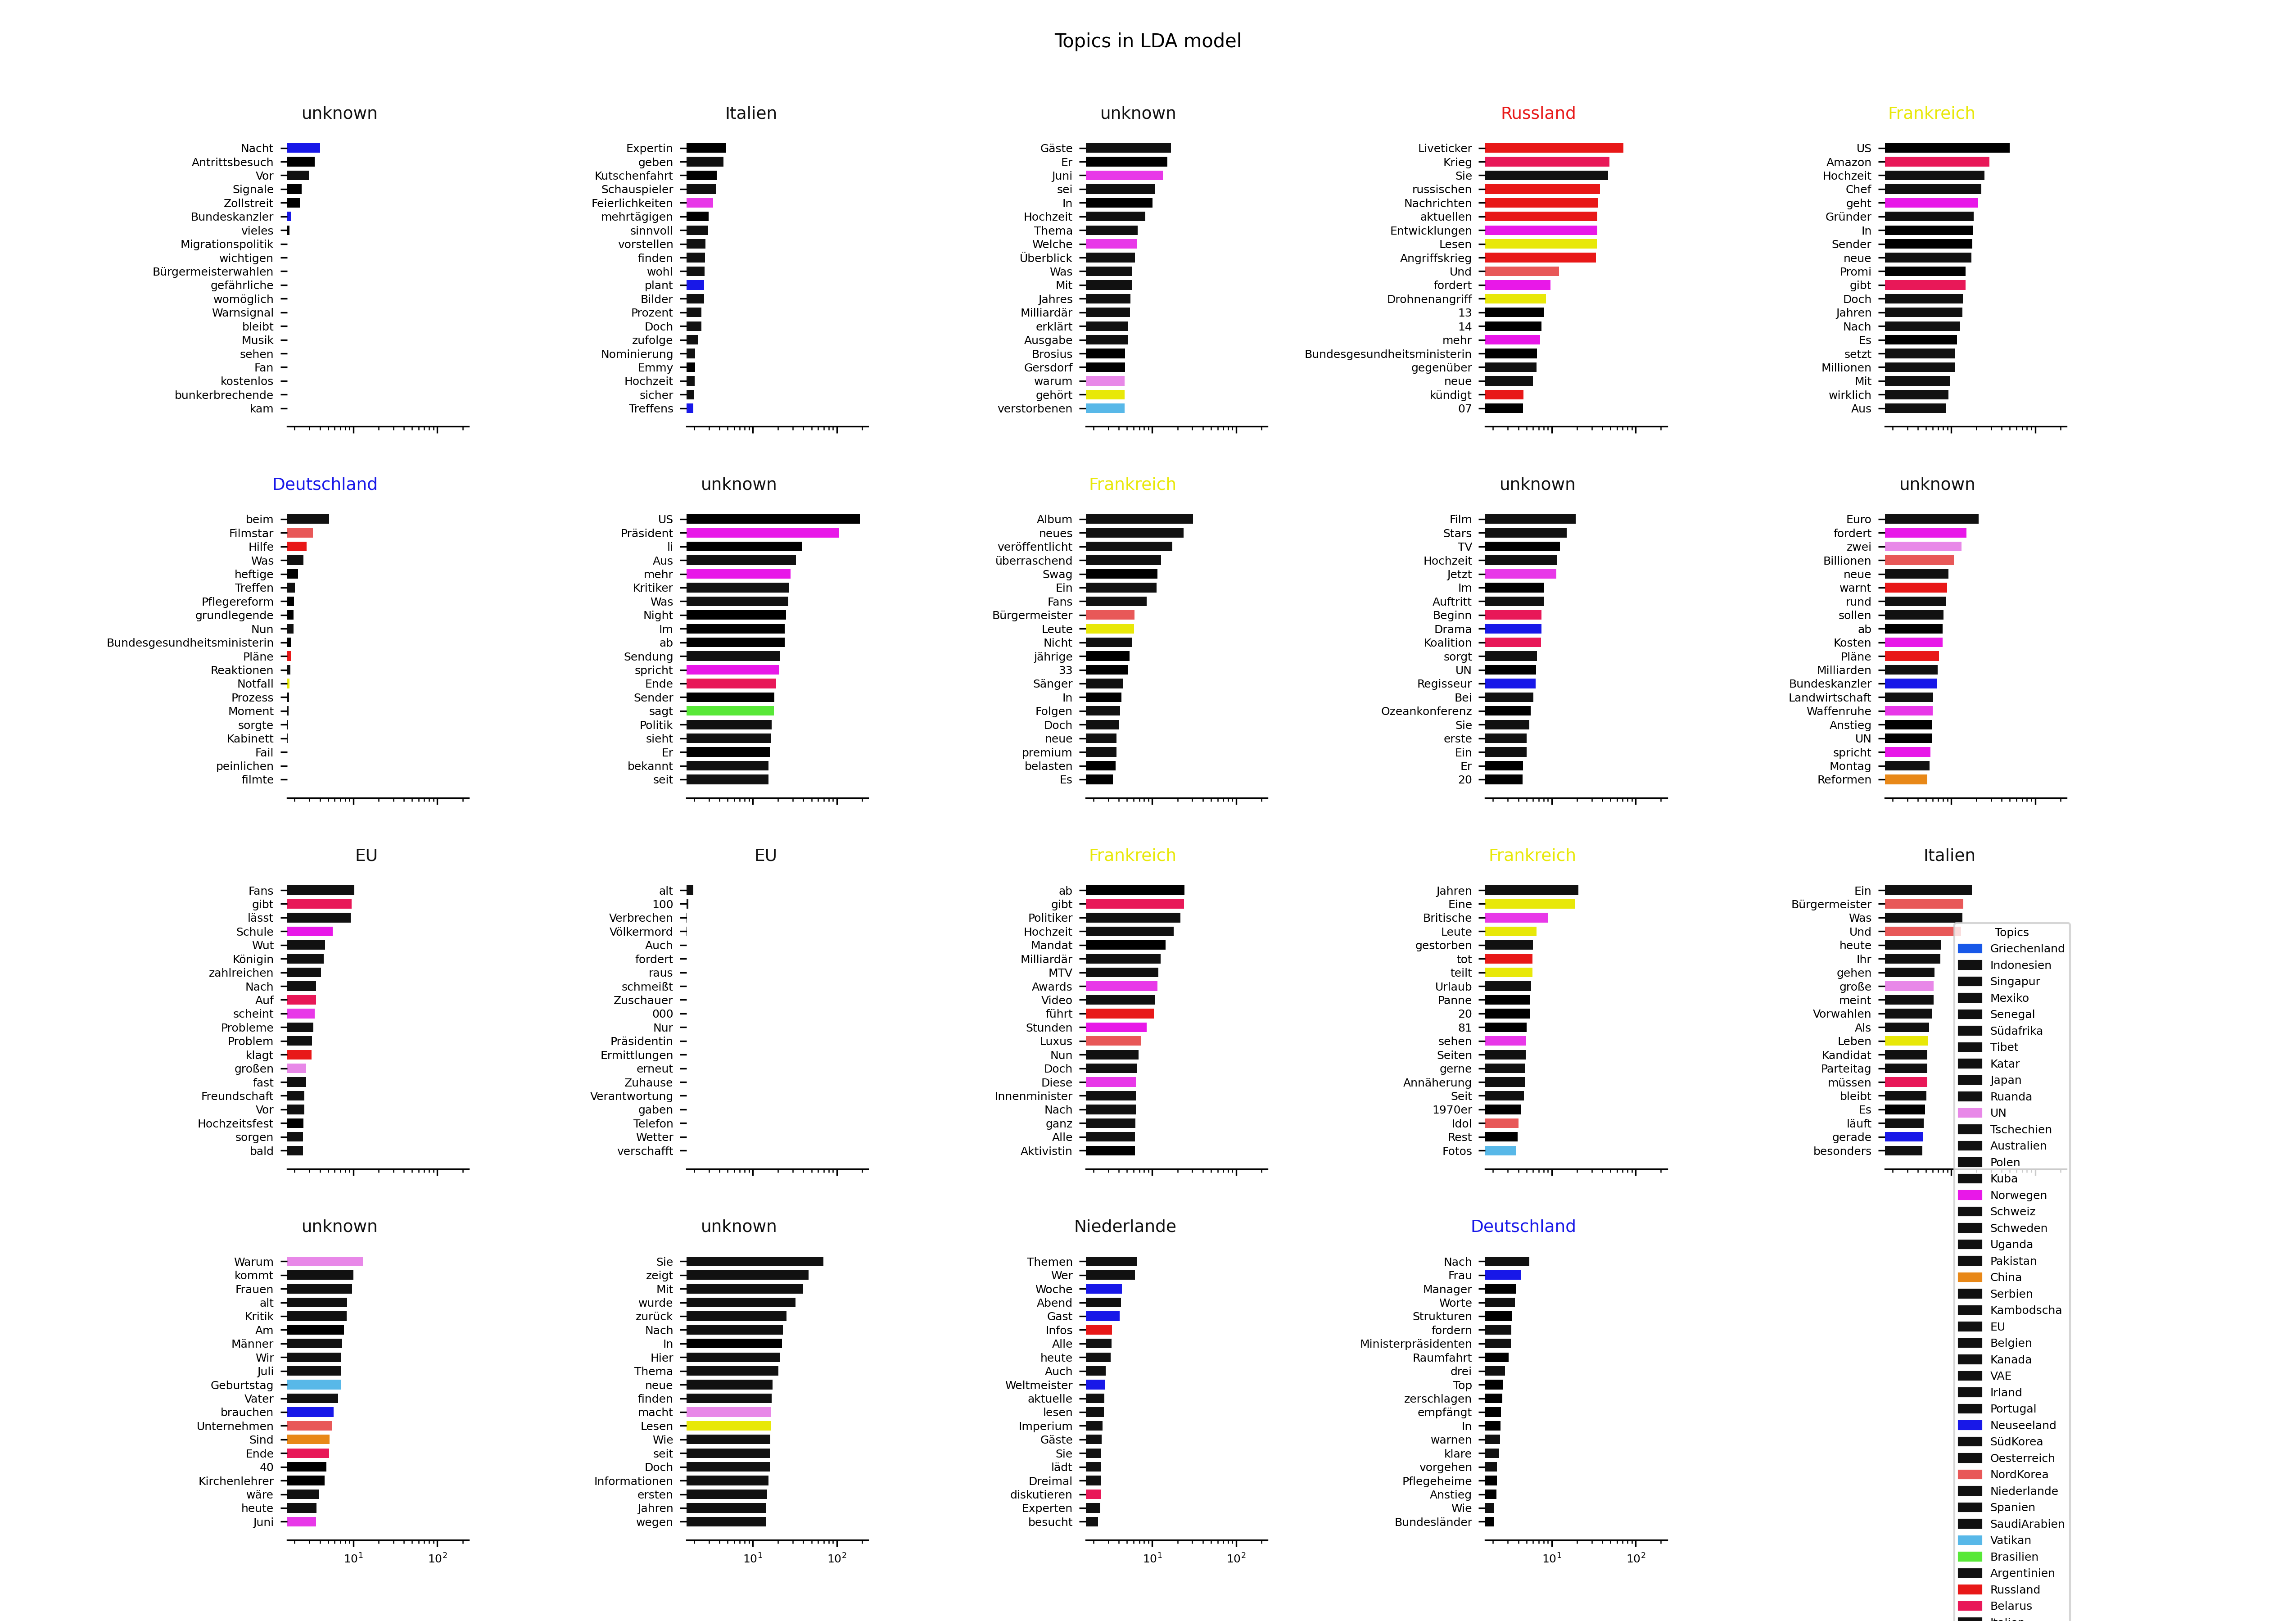 Topics in LDA model
unknown
Nacht
Antrittsbesuch
Vor
Signale
Zollstreit
Bundeskanzler
vieles
Migrationspolitik
wichtigen
Bürgermeisterwahlen
gefährliche
womöglich
Warnsignal
bleibt
Musik
sehen
Fan
kostenlos
bunkerbrechende
kam
Italien
Expertin
geben
Kutschenfahrt
Schauspieler
Feierlichkeiten
mehrtägigen
sinnvoll
vorstellen
finden
wohl
plant
Bilder
Prozent
Doch
zufolge
Nominierung
Emmy
Hochzeit
sicher
Treffens
unknown
Gäste
Er
Juni
sei
In
Hochzeit
Thema
Welche
Überblick
Was
Mit
Jahres
Milliardär
erklärt
Ausgabe
Brosius
Gersdorf
warum
gehört
verstorbenen
Russland
Liveticker
Krieg
Sie
russischen
Nachrichten
aktuellen
Entwicklungen
Lesen
Angriffskrieg
Und
fordert
Drohnenangriff
13
14
mehr
Bundesgesundheitsministerin
gegenüber
neue
kündigt
07
Frankreich
US
Amazon
Hochzeit
Chef
geht
Gründer
In
Sender
neue
Promi
gibt
Doch
Jahren
Nach
Es
setzt
Millionen
Mit
wirklich
Aus
Deutschland
beim
Filmstar
Hilfe
Was
heftige
Treffen
Pflegereform
grundlegende
Nun
Bundesgesundheitsministerin
Pläne
Reaktionen
Notfall
Prozess
Moment
sorgte
Kabinett
Fail
peinlichen
filmte
unknown
US
Präsident
li
Aus
mehr
Kritiker
Was
Night
Im
ab
Sendung
spricht
Ende
Sender
sagt
Politik
sieht
Er
bekannt
seit
Frankreich
Album
neues
veröffentlicht
überraschend
Swag
Ein
Fans
Bürgermeister
Leute
Nicht
jährige
33
Sänger
In
Folgen
Doch
neue
premium
belasten
Es
unknown
Film
Stars
TV
Hochzeit
Jetzt
Im
Auftritt
Beginn
Drama
Koalition
sorgt
UN
Regisseur
Bei
Ozeankonferenz
Sie
erste
Ein
Er
20
unknown
Euro
fordert
zwei
Billionen
neue
warnt
rund
sollen
ab
Kosten
Pläne
Milliarden
Bundeskanzler
Landwirtschaft
Waffenruhe
Anstieg
UN
spricht
Montag
Reformen
EU
Fans
gibt
lässt
Schule
Wut
Königin
zahlreichen
Nach
Auf
scheint
Probleme
Problem
klagt
großen
fast
Freundschaft
Vor
Hochzeitsfest
sorgen
bald
EU
alt
100
Verbrechen
Völkermord
Auch
fordert
raus
schmeißt
Zuschauer
000
Nur
Präsidentin
Ermittlungen
erneut
Zuhause
Verantwortung
gaben
Telefon
Wetter
verschafft
Frankreich
ab
gibt
Politiker
Hochzeit
Mandat
Milliardär
MTV
Awards
Video
führt
Stunden
Luxus
Nun
Doch
Diese
Innenminister
Nach
ganz
Alle
Aktivistin
Frankreich
Jahren
Eine
Britische
Leute
gestorben
tot
teilt
Urlaub
Panne
20
81
sehen
Seiten
gerne
Annäherung
Seit
1970er
Idol
Rest
Fotos
Italien
Ein
Bürgermeister
Was
Und
heute
Ihr
gehen
große
meint
Vorwahlen
Als
Leben
Kandidat
Parteitag
müssen
bleibt
Es
läuft
gerade
besonders
unknown
Warum
kommt
Frauen
alt
Kritik
Am
Männer
Wir
Juli
Geburtstag
Vater
brauchen
Unternehmen
Sind
Ende
40
Kirchenlehrer
wäre
heute
Juni
10¹ 10²
unknown
Sie
zeigt
Mit
wurde
zurück
Nach
In
Hier
Thema
neue
finden
macht
Lesen
Wie
seit
Doch
Informationen
ersten
Jahren
wegen
10¹ 10²
Niederlande
Themen
Wer
Woche
Abend
Gast
Infos
Alle
heute
Auch
Weltmeister
aktuelle
lesen
Imperium
Gäste
Sie
lädt
Dreimal
diskutieren
Experten
besucht
10¹ 10²
Deutschland
Nach
Frau
Manager
Worte
Strukturen
fordern
Ministerpräsidenten
Raumfahrt
drei
Top
zerschlagen
empfängt
In
warnen
klare
vorgehen
Pflegeheime
Anstieg
Wie
Bundesländer
10¹ 10²
Topics
Griechenland
Indonesien
Singapur
Mexiko
Senegal
Südafrika
Tibet
Katar
Japan
Ruanda
UN
Tschechien
Australien
Polen
Kuba
Norwegen
Schweiz
Schweden
Uganda
Pakistan
China
Serbien
Kambodscha
EU
Belgien
Kanada
VAE
Irland
Portugal
Neuseeland
SüdKorea
Oesterreich
NordKorea
Niederlande
Spanien
SaudiArabien
Vatikan
Brasilien
Argentinien
Russland
Belarus